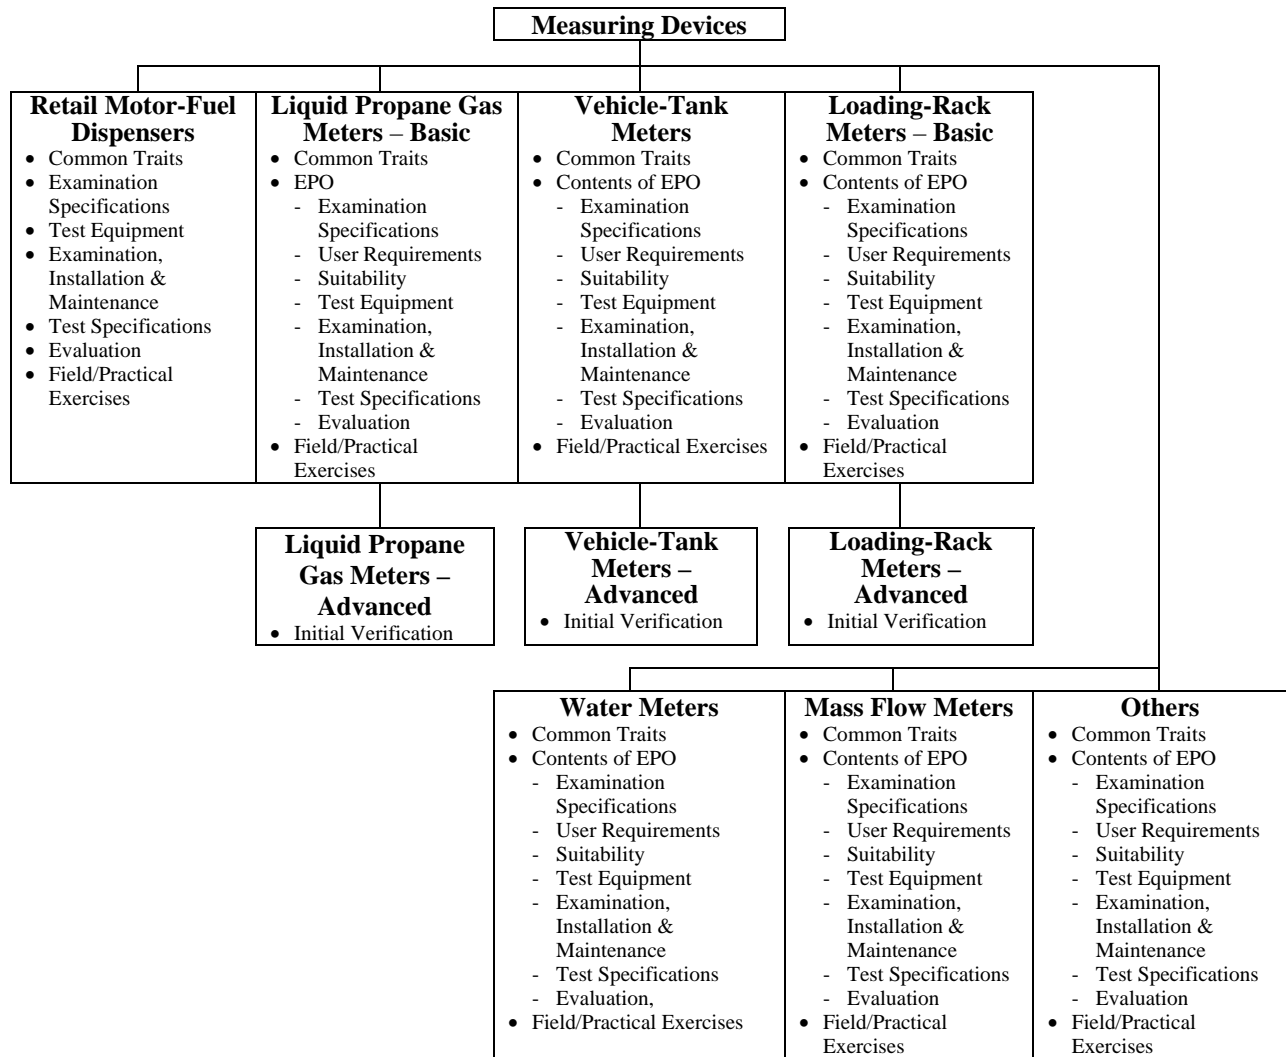 Measuring Devices
Retail Motor-Fuel
Dispensers
• Common Traits
• Examination
Specifications
• Test Equipment
• Examination,
Installation &
Maintenance
• Test Specifications
• Evaluation
• Field/Practical
Exercises
Liquid Propane Gas
Meters – Basic
• Common Traits
• EPO
- Examination
Specifications
- User Requirements
- Suitability
- Test Equipment
- Examination,
Installation &
Maintenance
- Test Specifications
- Evaluation
• Field/Practical
Exercises
Vehicle-Tank
Meters
• Common Traits
• Contents of EPO
- Examination
Specifications
- User Requirements
- Suitability
- Test Equipment
- Examination,
Installation &
Maintenance
- Test Specifications
- Evaluation
• Field/Practical Exercises
Loading-Rack
Meters – Basic
• Common Traits
• Contents of EPO
- Examination
Specifications
- User Requirements
- Suitability
- Test Equipment
- Examination,
Installation &
Maintenance
- Test Specifications
- Evaluation
• Field/Practical
Exercises
Liquid Propane
Gas Meters –
Advanced
• Initial Verification
Vehicle-Tank
Meters –
Advanced
• Initial Verification
Loading-Rack
Meters –
Advanced
• Initial Verification
Water Meters
• Common Traits
• Contents of EPO
- Examination
Specifications
- User Requirements
- Suitability
- Test Equipment
- Examination,
Installation &
Maintenance
- Test Specifications
- Evaluation,
• Field/Practical Exercises
Mass Flow Meters
• Common Traits
• Contents of EPO
- Examination
Specifications
- User Requirements
- Suitability
- Test Equipment
- Examination,
Installation &
Maintenance
- Test Specifications
- Evaluation
• Field/Practical
Exercises
Others
• Common Traits
• Contents of EPO
- Examination
Specifications
- User Requirements
- Suitability
- Test Equipment
- Examination,
Installation &
Maintenance
- Test Specifications
- Evaluation
• Field/Practical
Exercises